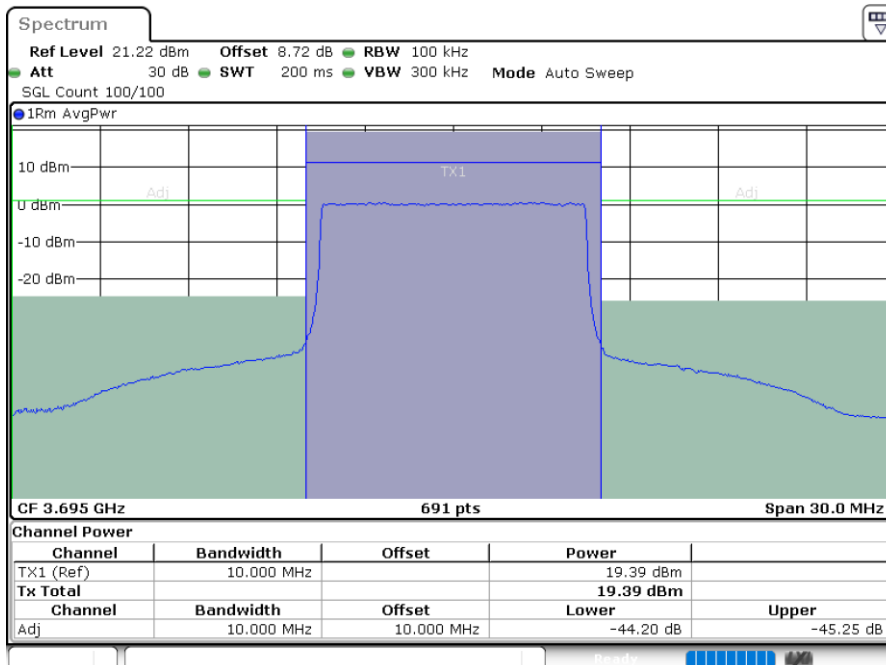 Spectrum
Ref Level 21.22 dBm Offset 8.72 dB RBW 100 kHz
Att 30 dB SWT 200 ms VBW 300 kHz Mode Auto Sweep
SGL Count 100/100
1Rm AvgPwr
10 dBm
TX1
Adj Adj
0 dBm
-10 dBm
-20 dBm
CF 3.695 GHz 691 pts Span 30.0 MHz
Channel Power
Channel Bandwidth Offset Power
TX1 (Ref) 10.000 MHz 19.39 dBm
Tx Total 19.39 dBm
Channel Bandwidth Offset Lower Upper
Adj 10.000 MHz 10.000 MHz -44.20 dB -45.25 dB
Ready